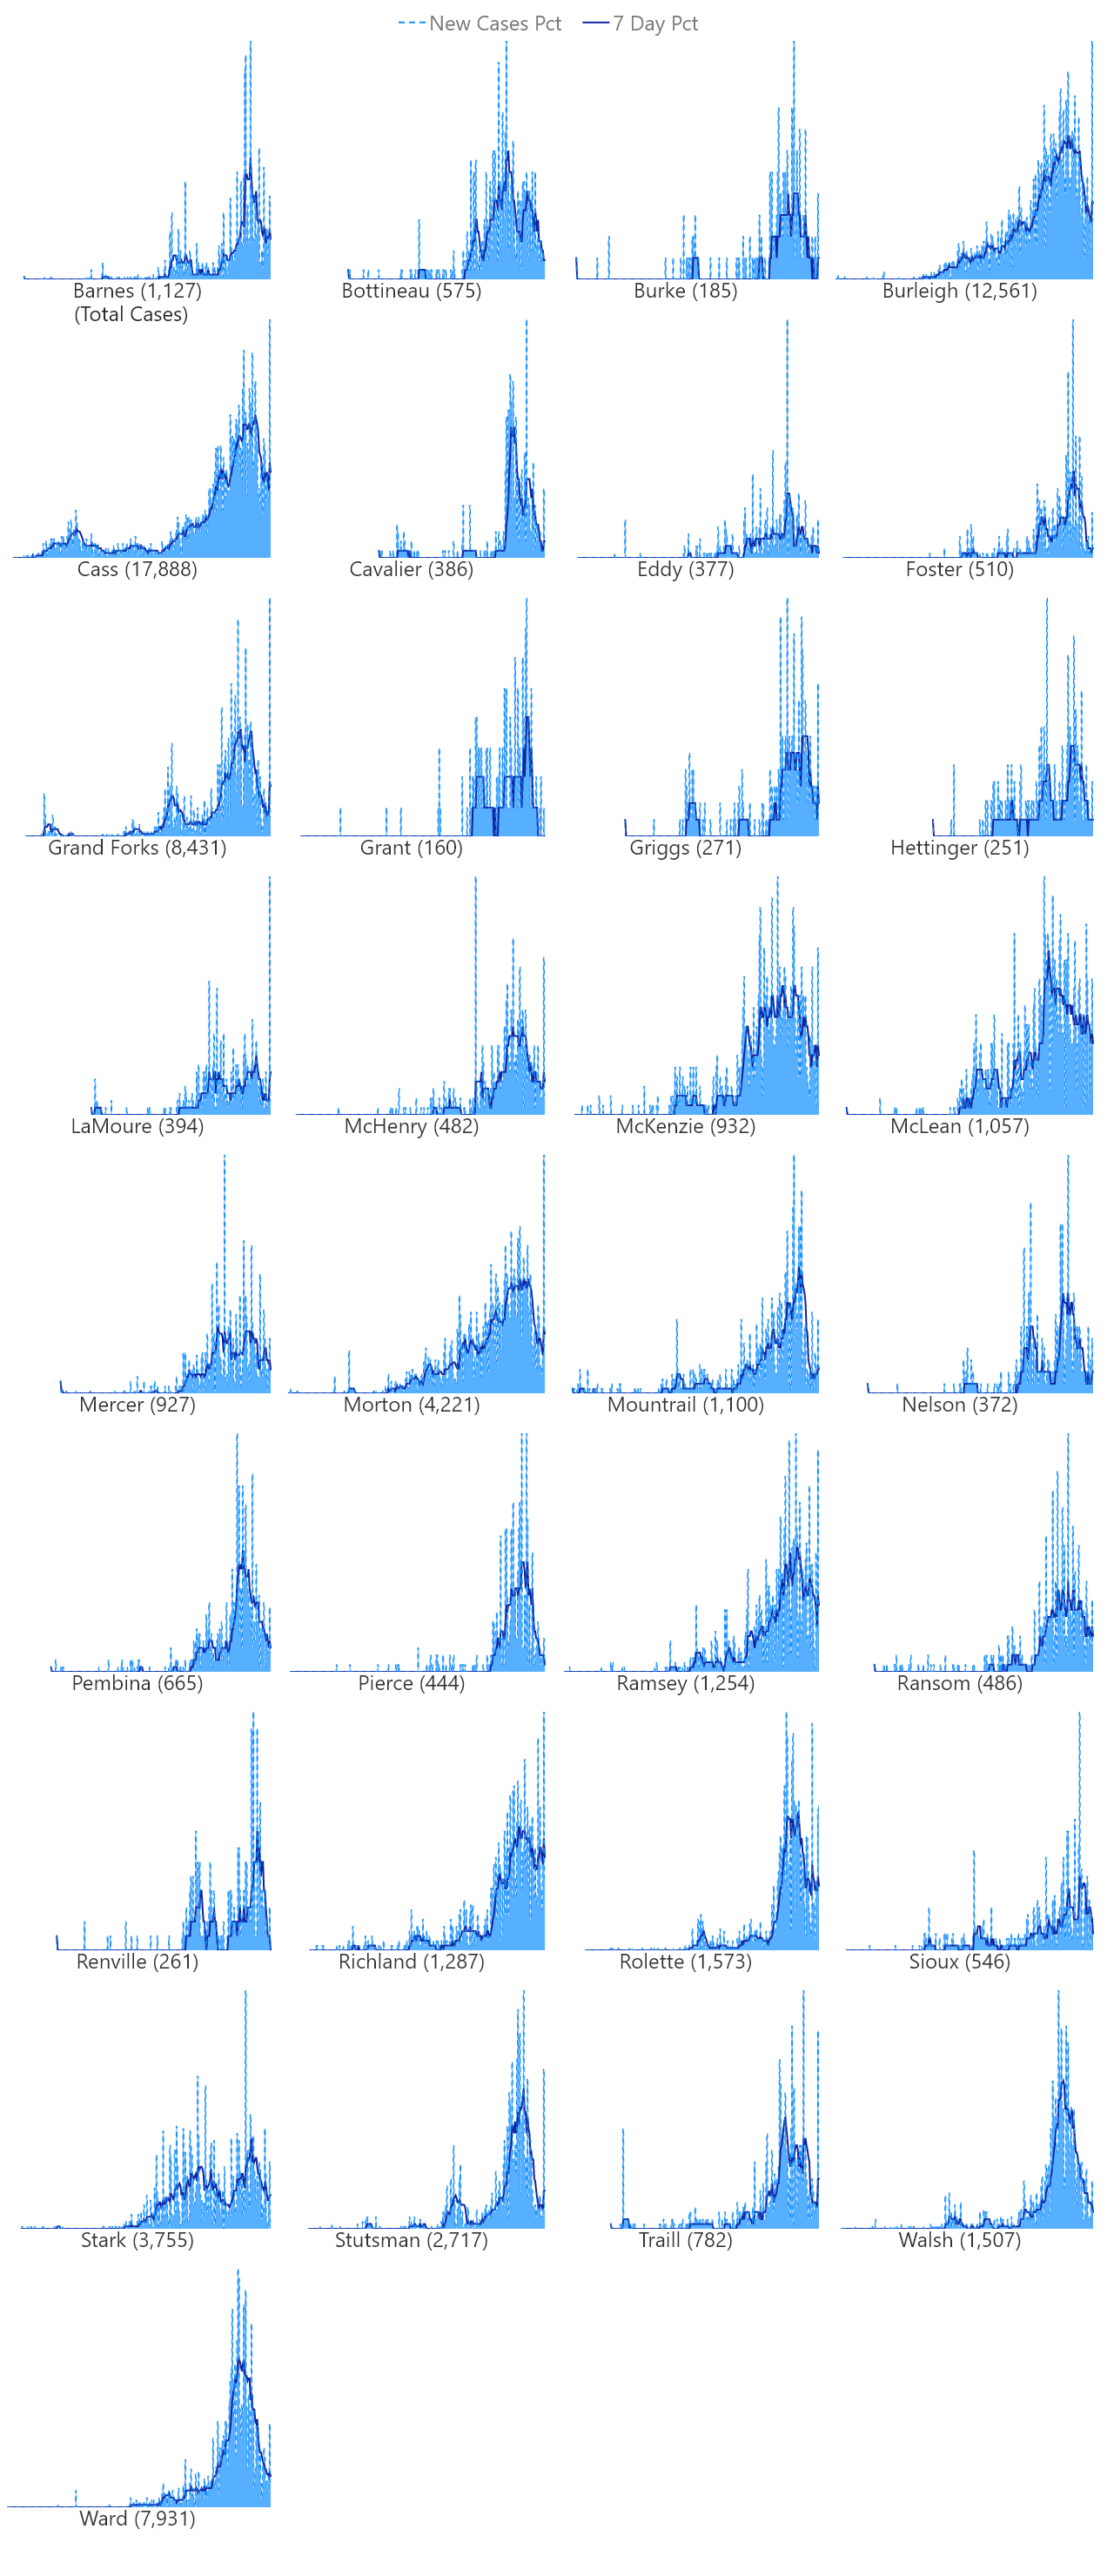 New Cases Pct 7 Day Pct
Barnes (1,127) Bottineau (575) Burke (185) Burleigh (12,561)
(Total Cases)
Cass (17,888) Cavalier (386) Eddy (377) Foster (510)
Grand Forks (8,431) Grant (160) Griggs (271) Hettinger (251)
LaMoure (394) McHenry (482) McKenzie (932) McLean (1,057)
Mercer (927) Morton (4,221) Mountrail (1,100) Nelson (372)
Pembina (665) Pierce (444) Ramsey (1,254) Ransom (486)
Renville (261) Richland (1,287) Rolette (1,573) Sioux (546)
Stark (3,755) Stutsman (2,717) Traill (782) Walsh (1,507)
Ward (7,931)